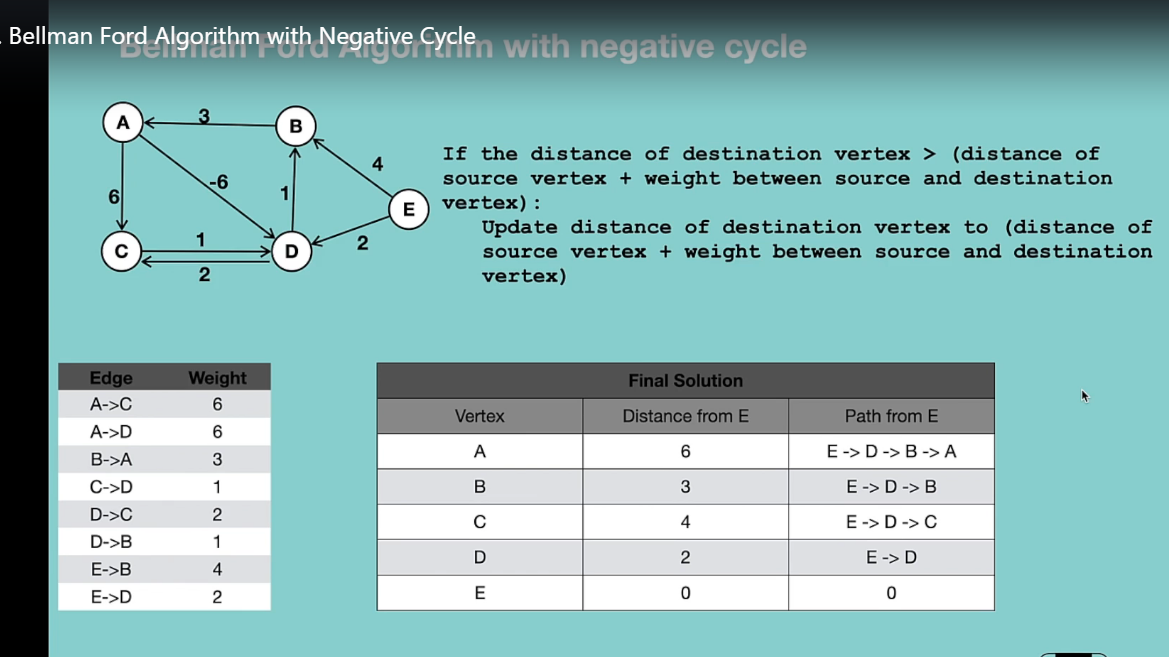 . Bellman Ford Algorithm with Negative Cycle
Bellman Ford Algorithm with negative cycle
A
3
B
4
-6
6
1
E
1
C
D
2
2
If the distance of destination vertex > (distance of
source vertex + weight between source and destination
vertex):
Update distance of destination vertex to (distance of
source vertex + weight between source and destination
vertex)
Edge Weight
A->C 6
A->D 6
B->A 3
C->D 1
D->C 2
D->B 1
E->B 4
E->D 2
Final Solution
Vertex Distance from E Path from E
A 6 E -> D -> B -> A
B 3 E -> D -> B
C 4 E -> D -> C
D 2 E -> D
E 0 0